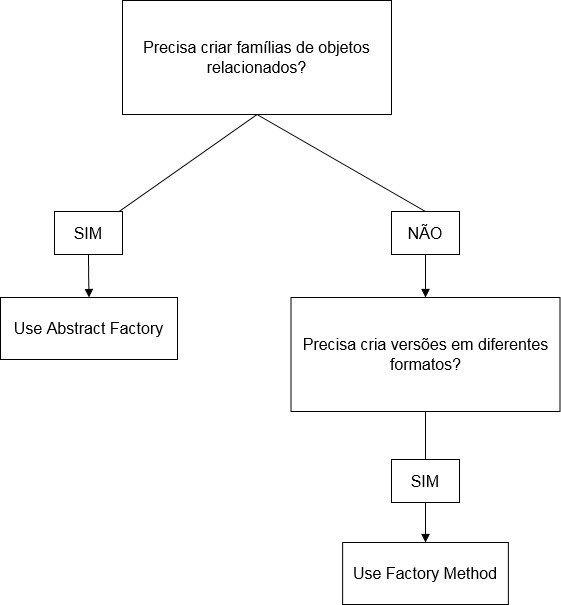 Precisa criar famílias de objetos
relacionados?
SIM
NÃO
Use Abstract Factory
Precisa cria versões em diferentes
formatos?
SIM
Use Factory Method